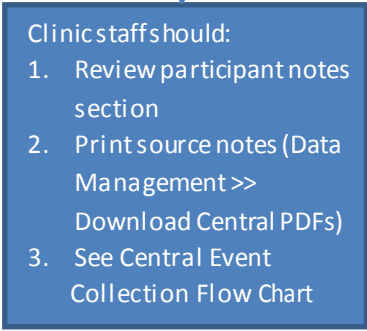 Clinic staff should:
1. Review participant notes
section
2. Print source notes (Data
Management >>
Download Central PDFs)
3. See Central Event
Collection Flow Chart